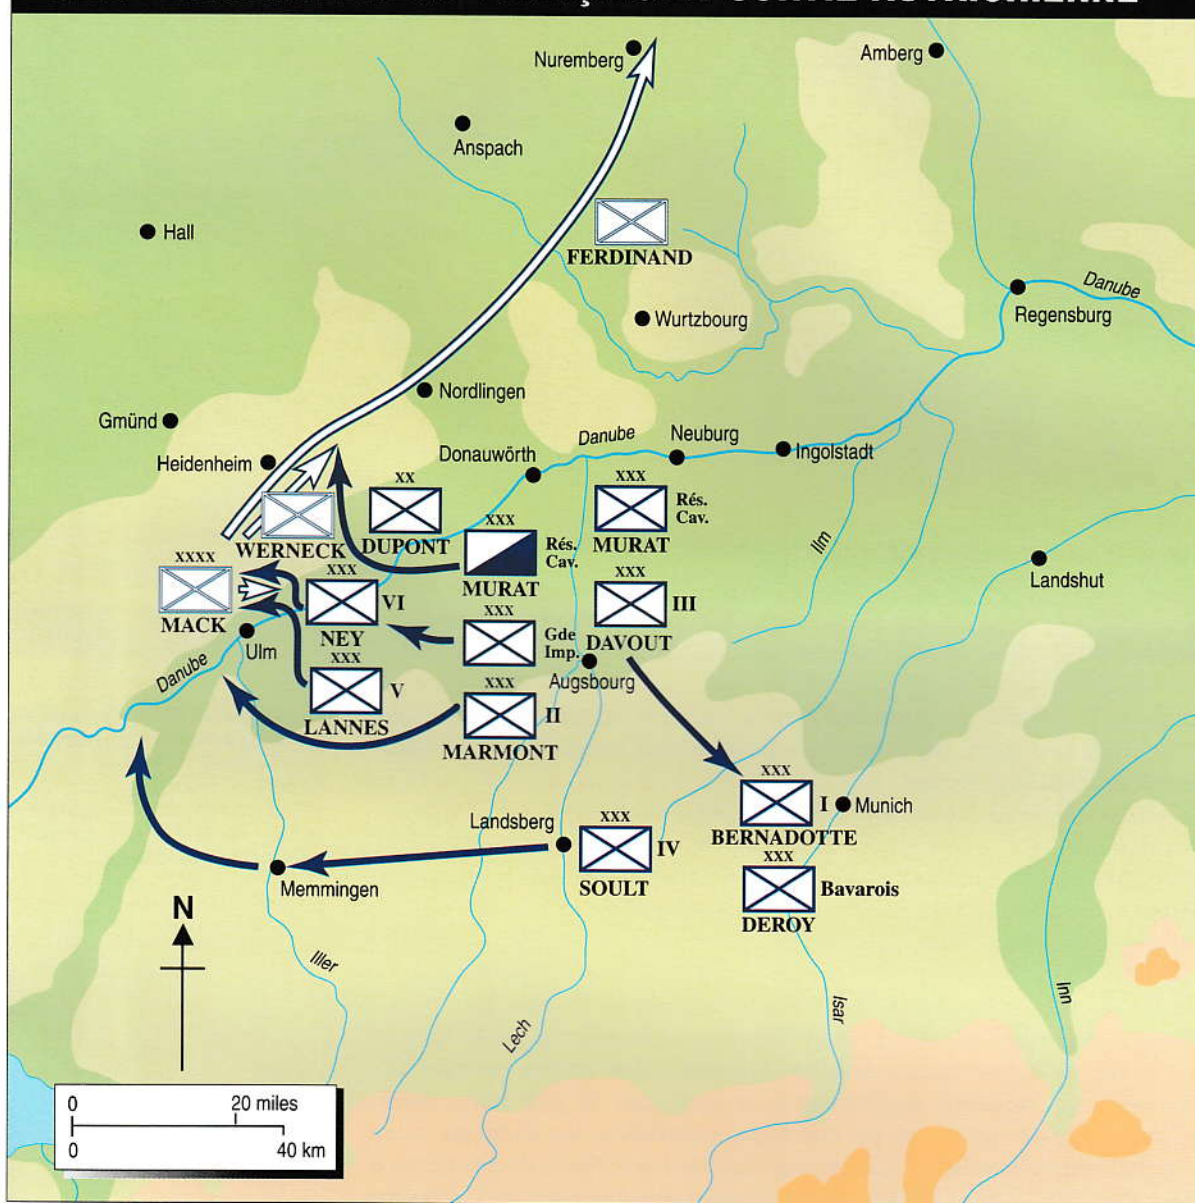 Nuremberg
Amberg
Anspach
Hall
FERDINAND
Danube
Regensburg
Wurtzbourg
Nordlingen
Gmünd
Heidenheim
Donauwörth
Danube
Neuburg
Ingolstadt
WERNECK
XX
DUPONT
XXX
MURAT
Rés.
Cav.
XXX
MURAT
Rés.
Cav.
Ilm
Landshut
XXXX
MACK
XXX
VI
NEY
XXX
Gde
Imp.
XXX
III
DAVOUT
Ulm
Danube
Augsbourg
XXX
V
LANNES
XXX
II
MARMONT
XXX
I
BERNADOTTE
Munich
Landsberg
XXX
IV
SOULT
XXX
Bavarois
DEROY
Memmingen
N
Iller
Lech
Isar
Inn
0
20 miles
0
40 km